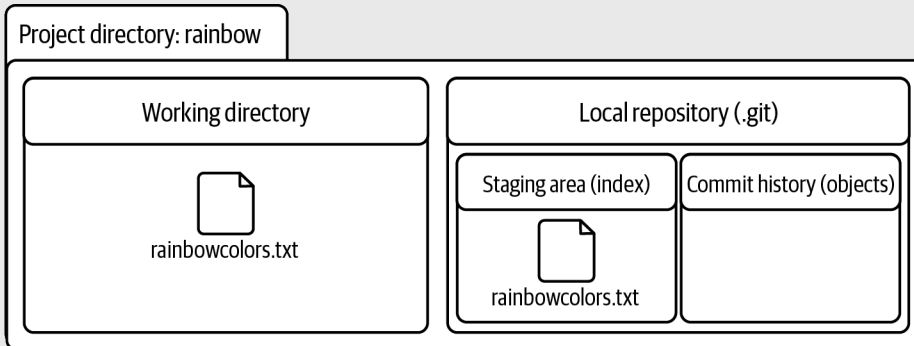 Project directory: rainbow
Working directory
rainbowcolors.txt
Local repository (.git)
Staging area (index)
rainbowcolors.txt
Commit history (objects)